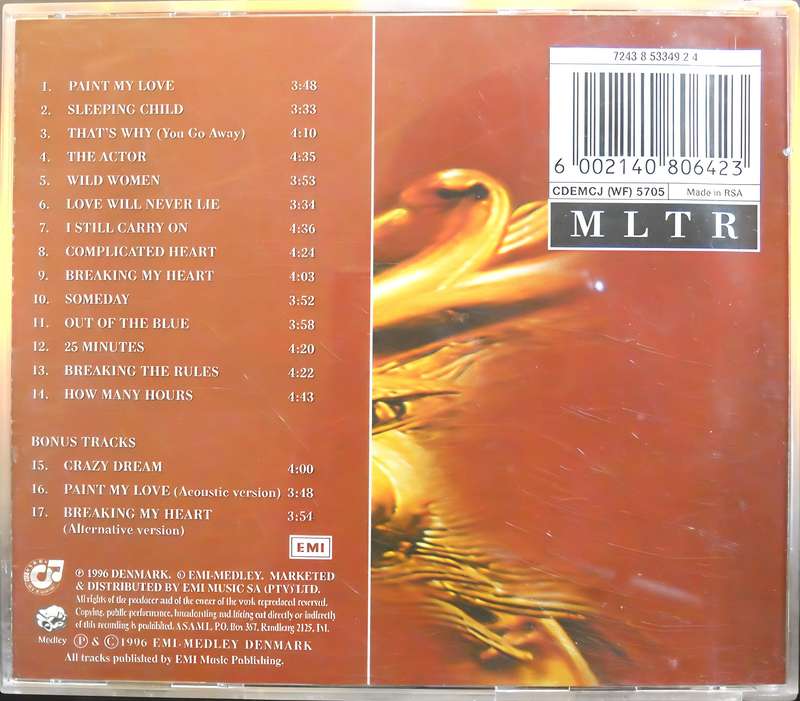 1. PAINT MY LOVE 3:48
2. SLEEPING CHILD 3:33
3. THAT'S WHY (You Go Away) 4:10
4. THE ACTOR 4:35
5. WILD WOMEN 3:53
6. LOVE WILL NEVER LIE 3:34
7. I STILL CARRY ON 4:36
8. COMPLICATED HEART 4:24
9. BREAKING MY HEART 4:03
10. SOMEDAY 3:52
11. OUT OF THE BLUE 3:58
12. 25 MINUTES 4:20
13. BREAKING THE RULES 4:22
14. HOW MANY HOURS 4:43
BONUS TRACKS
15. CRAZY DREAM 4:00
16. PAINT MY LOVE (Acoustic version) 3:48
17. BREAKING MY HEART 3:54
(Alternative version)
EMI
℗ 1996 DENMARK. © EMI-MEDLEY. MARKETED
& DISTRIBUTED BY EMI MUSIC SA (PTY) LTD.
All rights of the producer and of the owner of the work reproduced reserved.
Copying, public performance, broadcasting and hiring out directly or indirectly
of this recording is prohibited. A.S.A.M.I. P.O. Box 367, Randburg 2125, Tvl.
Medley ℗ & © 1996 EMI-MEDLEY DENMARK
All tracks published by EMI Music Publishing.
7243 8 53349 2 4
6 002140 806423
CDEMCJ (WF) 5705 Made in RSA
MLTR